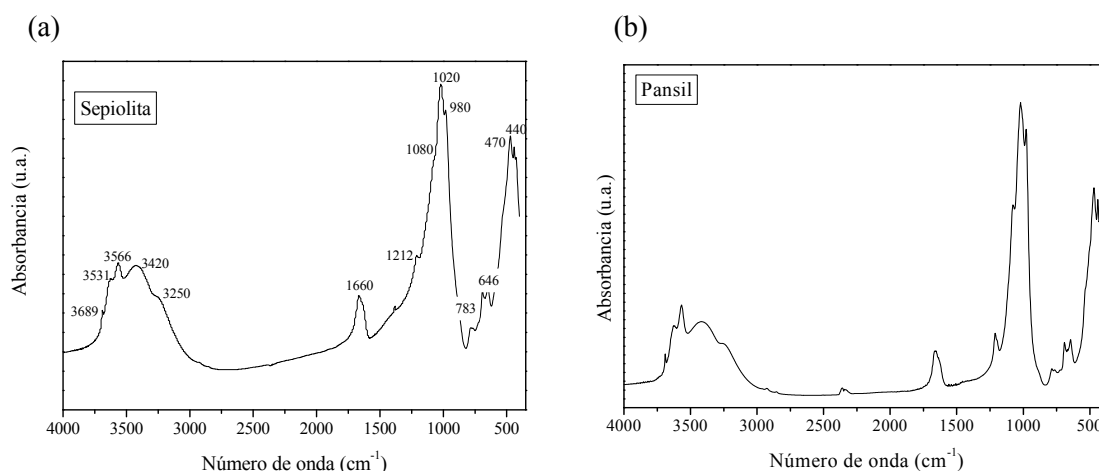 (a)
Sepiolita
1020
980
1080
470
440
1212
3566
3531
3420
3689
3250
1660
783
646
Absorbancia (u.a.)
4000 3500 3000 2500 2000 1500 1000 500
Número de onda (cm⁻¹)
(b)
Pansil
Absorbancia (u.a.)
4000 3500 3000 2500 2000 1500 1000 500
Número de onda (cm⁻¹)